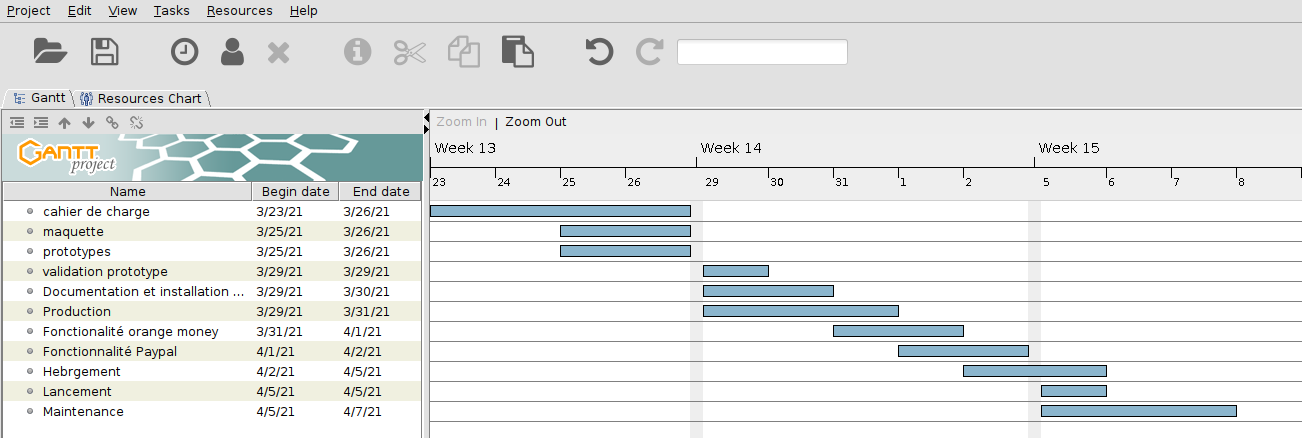 Project Edit View Tasks Resources Help
Gantt Resources Chart
Zoom In | Zoom Out
GANTT project
Week 13 Week 14 Week 15
23 24 25 26 29 30 31 1 2 5 6 7 8
Name Begin date End date
cahier de charge 3/23/21 3/26/21
maquette 3/25/21 3/26/21
prototypes 3/25/21 3/26/21
validation prototype 3/29/21 3/29/21
Documentation et installation ... 3/29/21 3/30/21
Production 3/29/21 3/31/21
Fonctionalité orange money 3/31/21 4/1/21
Fonctionnalité Paypal 4/1/21 4/2/21
Hebrgement 4/2/21 4/5/21
Lancement 4/5/21 4/5/21
Maintenance 4/5/21 4/7/21